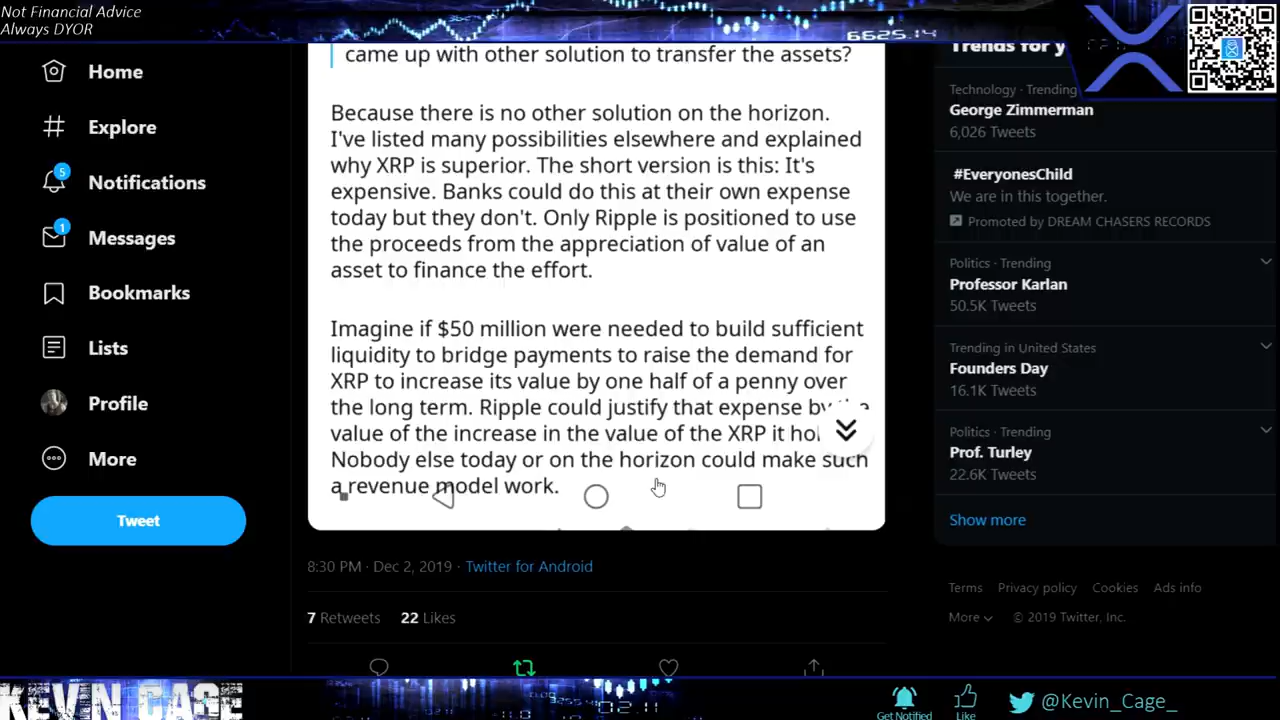 Not Financial Advice
Always DYOR
6625.14
Home
Explore
5
Notifications
1
Messages
Bookmarks
Lists
Profile
More
Tweet
came up with other solution to transfer the assets?
Because there is no other solution on the horizon.
I've listed many possibilities elsewhere and explained
why XRP is superior. The short version is this: It's
expensive. Banks could do this at their own expense
today but they don't. Only Ripple is positioned to use
the proceeds from the appreciation of value of an
asset to finance the effort.
Imagine if $50 million were needed to build sufficient
liquidity to bridge payments to raise the demand for
XRP to increase its value by one half of a penny over
the long term. Ripple could justify that expense by the
value of the increase in the value of the XRP it hol
Nobody else today or on the horizon could make such
a revenue model work.
8:30 PM · Dec 2, 2019 · Twitter for Android
7 Retweets 22 Likes
Trends for y
Technology · Trending
George Zimmerman
6,026 Tweets
#EveryonesChild
We are in this together.
Promoted by DREAM CHASERS RECORDS
Politics · Trending
Professor Karlan
50.5K Tweets
Trending in United States
Founders Day
16.1K Tweets
Politics · Trending
Prof. Turley
22.6K Tweets
Show more
Terms Privacy policy Cookies Ads info
More © 2019 Twitter, Inc.
KEVIN CAGE
Get Notified
Like
@Kevin_Cage_